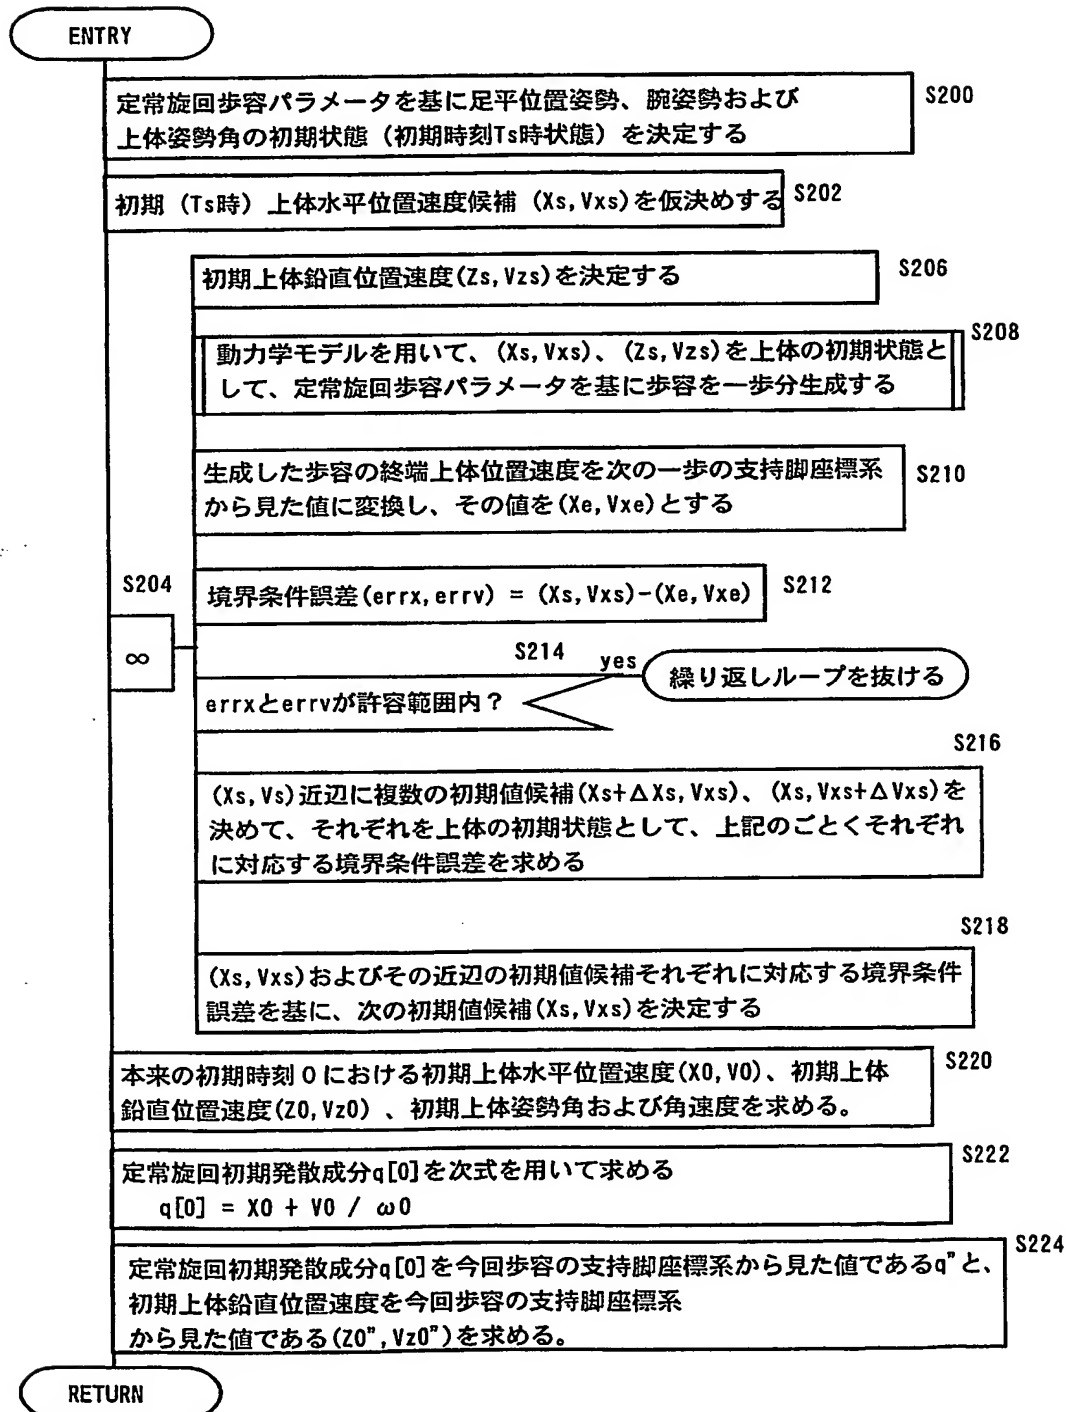 ENTRY
定常旋回歩容パラメータを基に足平位置姿勢、腕姿勢および
上体姿勢角の初期状態（初期時刻Ts時状態）を決定する
S200
初期（Ts時）上体水平位置速度候補（Xs,Vxs)を仮決めする
S202
初期上体鉛直位置速度(Zs,Vzs)を決定する
S206
S208
動力学モデルを用いて、(Xs,Vxs)、(Zs,Vzs)を上体の初期状態と
して、定常旋回歩容パラメータを基に歩容を一歩分生成する
生成した歩容の終端上体位置速度を次の一歩の支持脚座標系
から見た値に変換し、その値を(Xe,Vxe)とする
S210
S204
∞
境界条件誤差(errx,errv) = (Xs,Vxs)-(Xe,Vxe)
S212
S214
yes
繰り返しループを抜ける
errxとerrvが許容範囲内？
S216
(Xs,Vs)近辺に複数の初期値候補(Xs+ΔXs,Vxs)、(Xs,Vxs+ΔVxs)を
決めて、それぞれを上体の初期状態として、上記のごとくそれぞれ
に対応する境界条件誤差を求める
S218
(Xs,Vxs)およびその近辺の初期値候補それぞれに対応する境界条件
誤差を基に、次の初期値候補(Xs,Vxs)を決定する
本来の初期時刻０における初期上体水平位置速度(X0,V0)、初期上体
鉛直位置速度(Z0,Vz0)、初期上体姿勢角および角速度を求める。
S220
定常旋回初期発散成分q[0]を次式を用いて求める
q[0] = X0 + V0 / ω0
S222
S224
定常旋回初期発散成分q[0]を今回歩容の支持脚座標系から見た値であるq"と、
初期上体鉛直位置速度を今回歩容の支持脚座標系
から見た値である(Z0",Vz0")を求める。
RETURN